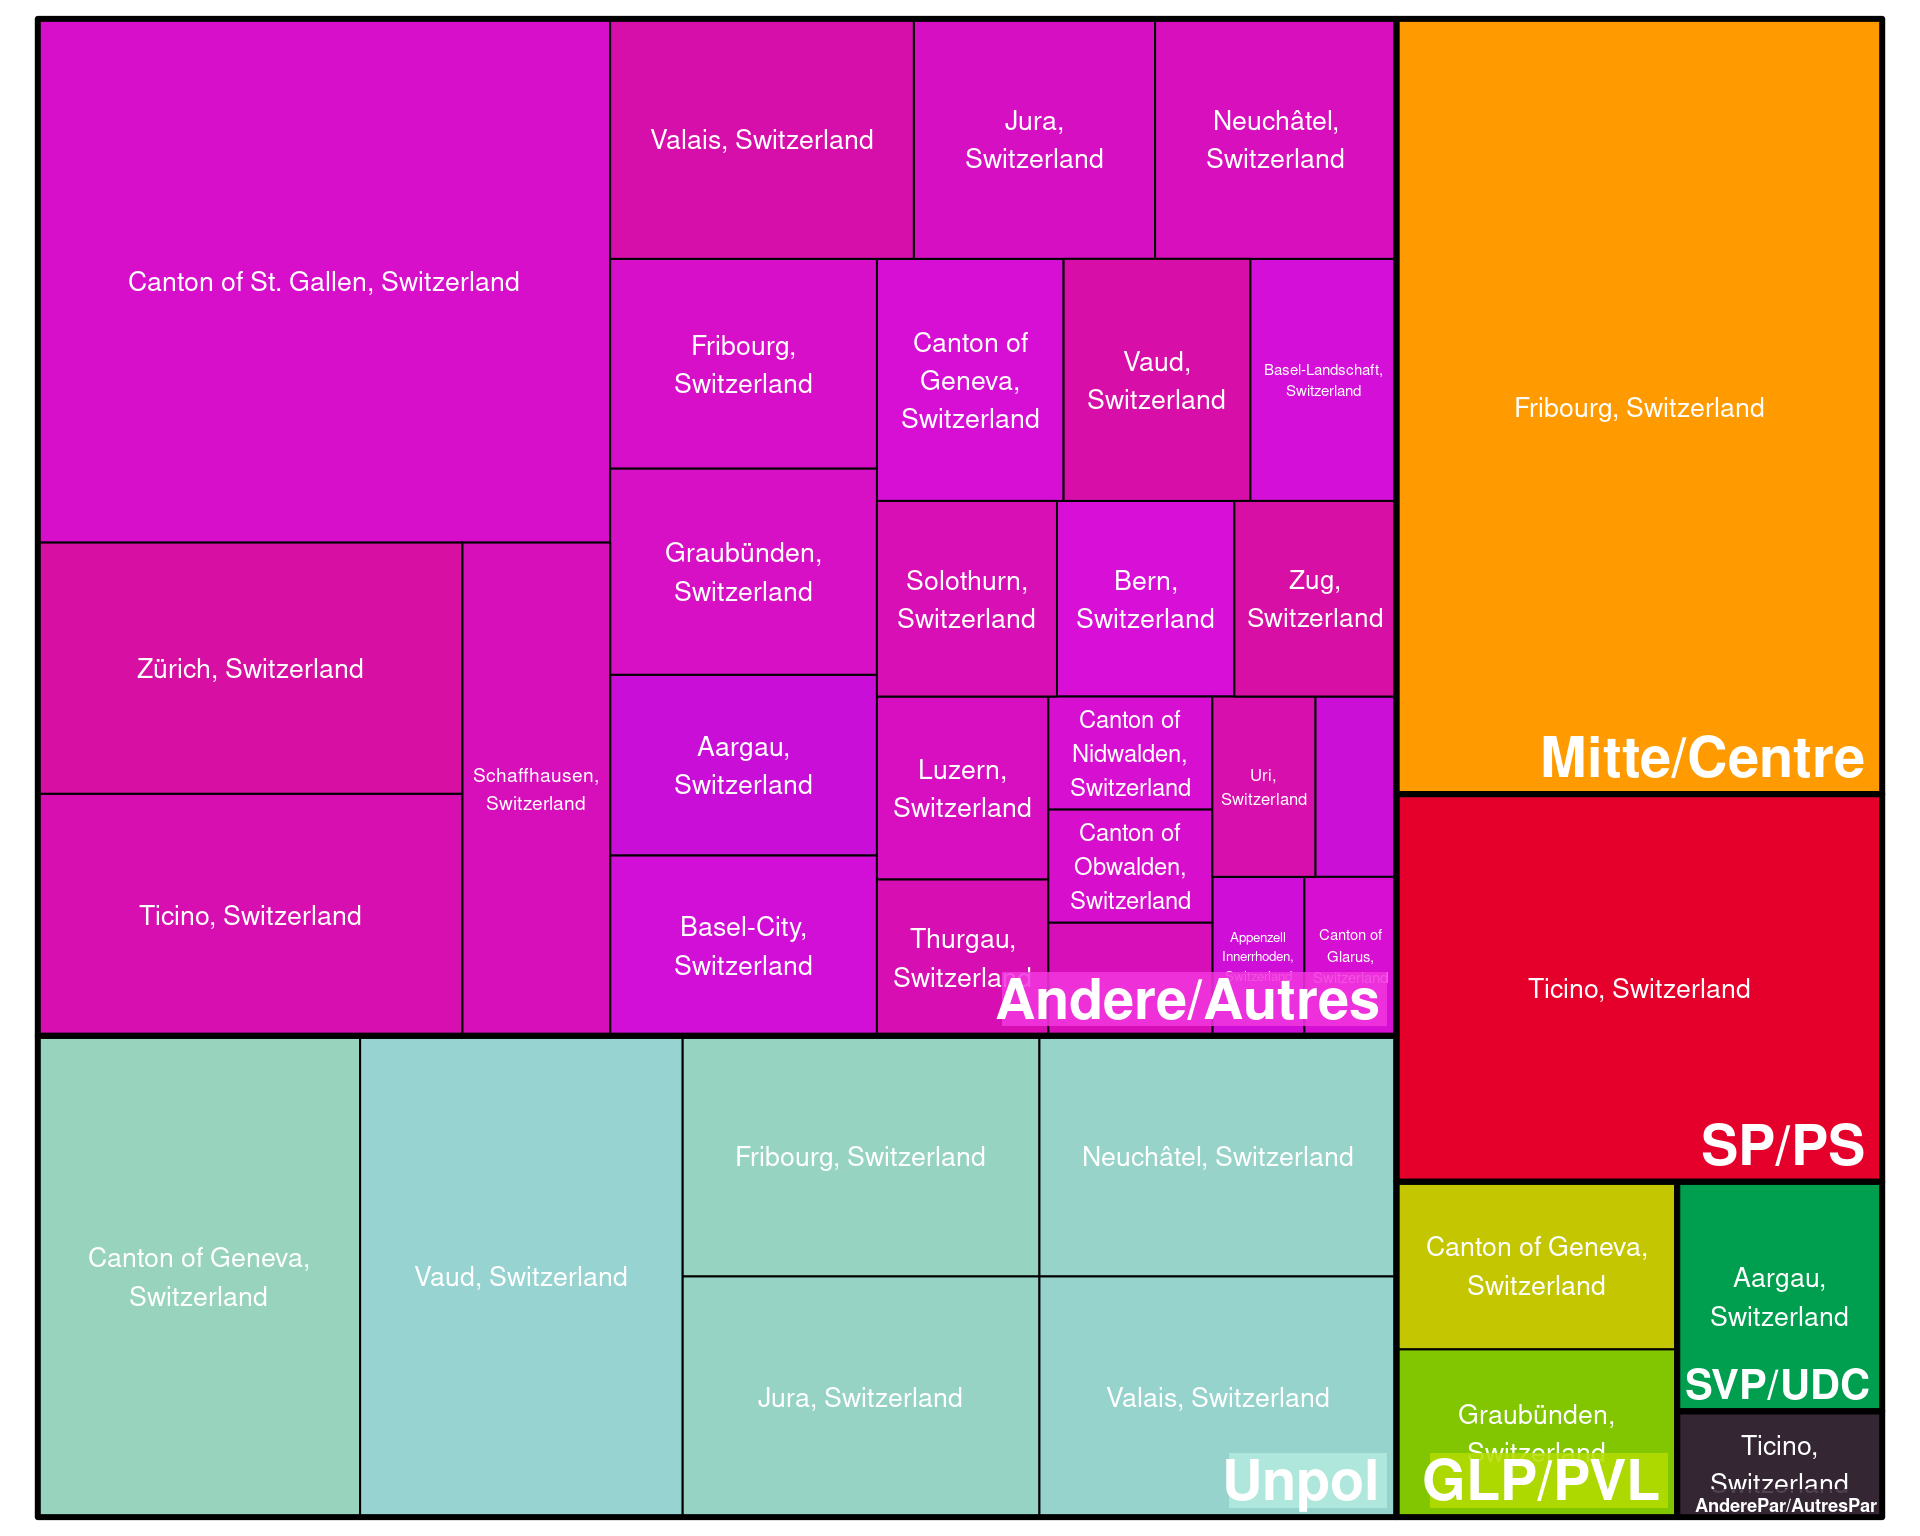 Canton of St. Gallen, Switzerland
Valais, Switzerland
Jura,
Switzerland
Neuchâtel,
Switzerland
Fribourg,
Switzerland
Canton of
Geneva,
Switzerland
Vaud,
Switzerland
Basel-Landschaft,
Switzerland
Graubünden,
Switzerland
Solothurn,
Switzerland
Bern,
Switzerland
Zug,
Switzerland
Zürich, Switzerland
Schaffhausen,
Switzerland
Ticino, Switzerland
Aargau,
Switzerland
Basel-City,
Switzerland
Luzern,
Switzerland
Thurgau,
Switzerland
Canton of
Nidwalden,
Switzerland
Canton of
Obwalden,
Switzerland
Uri,
Switzerland
Appenzell
Innerrhoden,
Switzerland
Canton of
Glarus,
Switzerland
Andere/Autres
Fribourg, Switzerland
Mitte/Centre
Ticino, Switzerland
SP/PS
Canton of Geneva,
Switzerland
Vaud, Switzerland
Fribourg, Switzerland
Neuchâtel, Switzerland
Jura, Switzerland
Valais, Switzerland
Unpol
Canton of Geneva,
Switzerland
Graubünden,
Switzerland
GLP/PVL
Aargau,
Switzerland
SVP/UDC
Ticino,
Switzerland
AnderePar/AutresPar